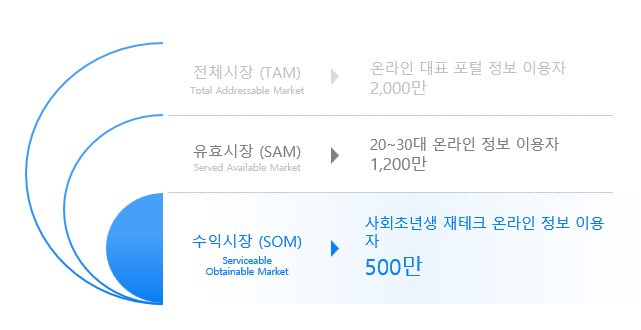 전체시장 (TAM)
Total Addressable Market
온라인 대표 포털 정보 이용자
2,000만
유효시장 (SAM)
Served Available Market
20~30대 온라인 정보 이용자
1,200만
수익시장 (SOM)
Serviceable
Obtainable Market
사회초년생 재테크 온라인 정보 이용
자
500만